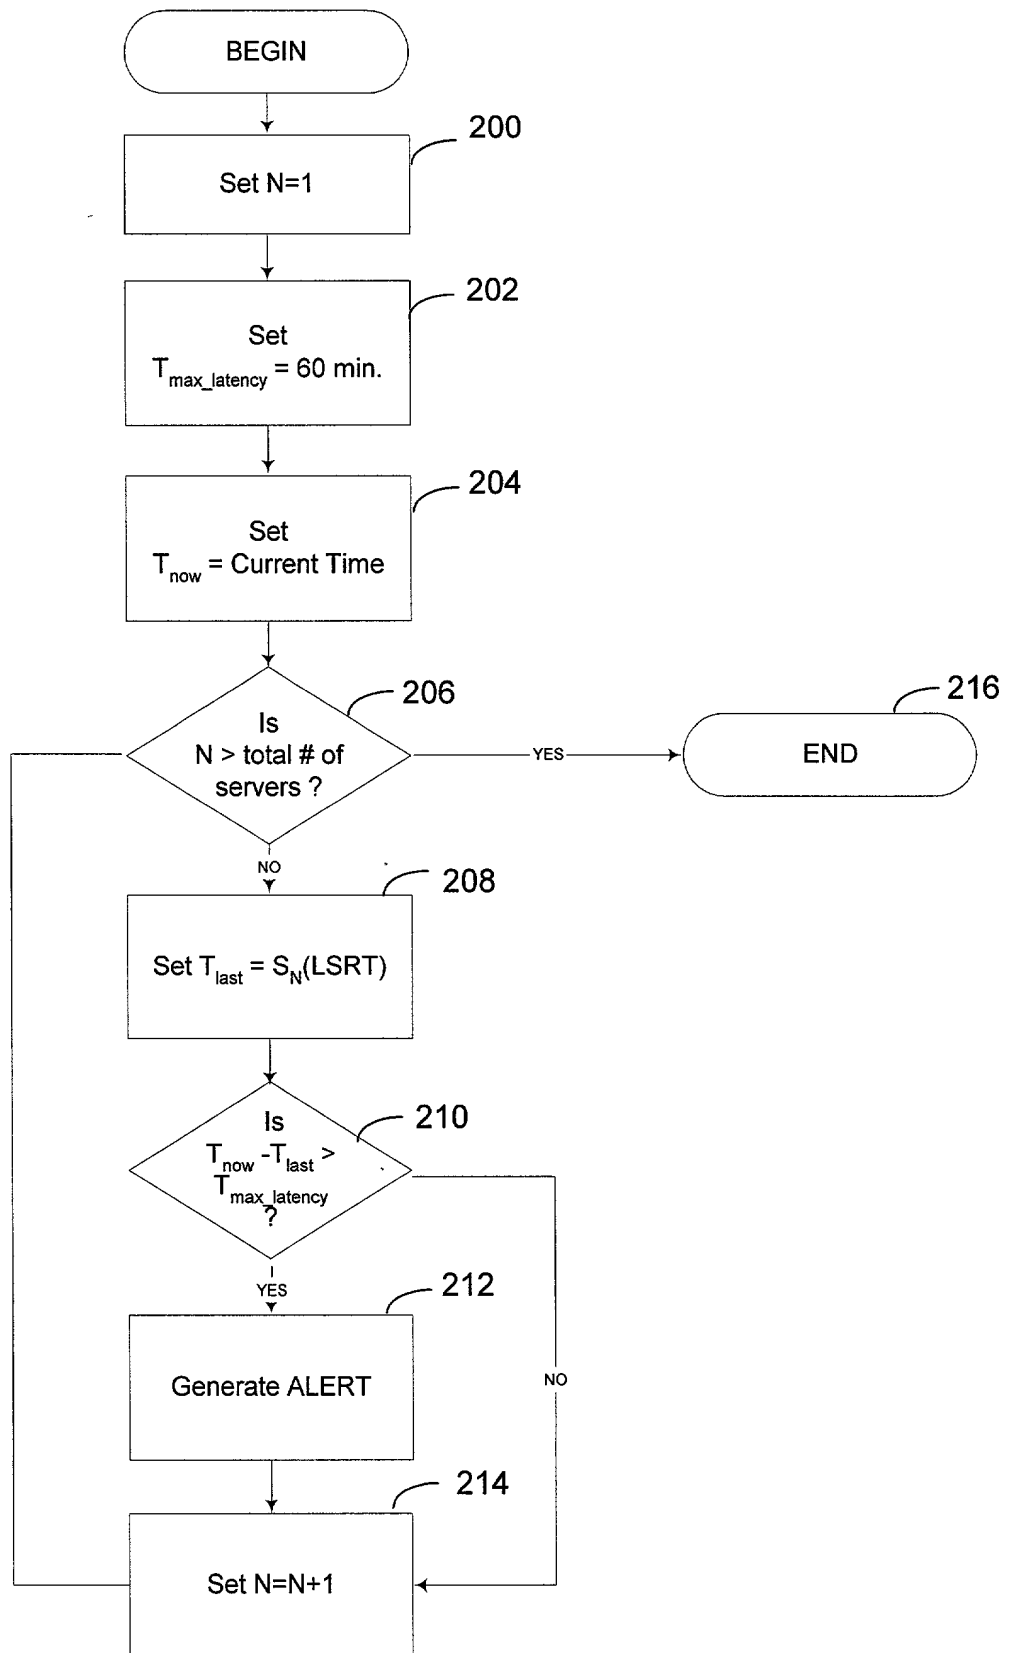 BEGIN
200
Set N=1
202
Set
Tmax_latency = 60 min.
204
Set
Tnow = Current Time
206
Is
N > total # of
servers ?
YES
216
END
NO
208
Set Tlast = SN(LSRT)
210
Is
Tnow -Tlast >
Tmax_latency
?
YES
212
Generate ALERT
NO
214
Set N=N+1